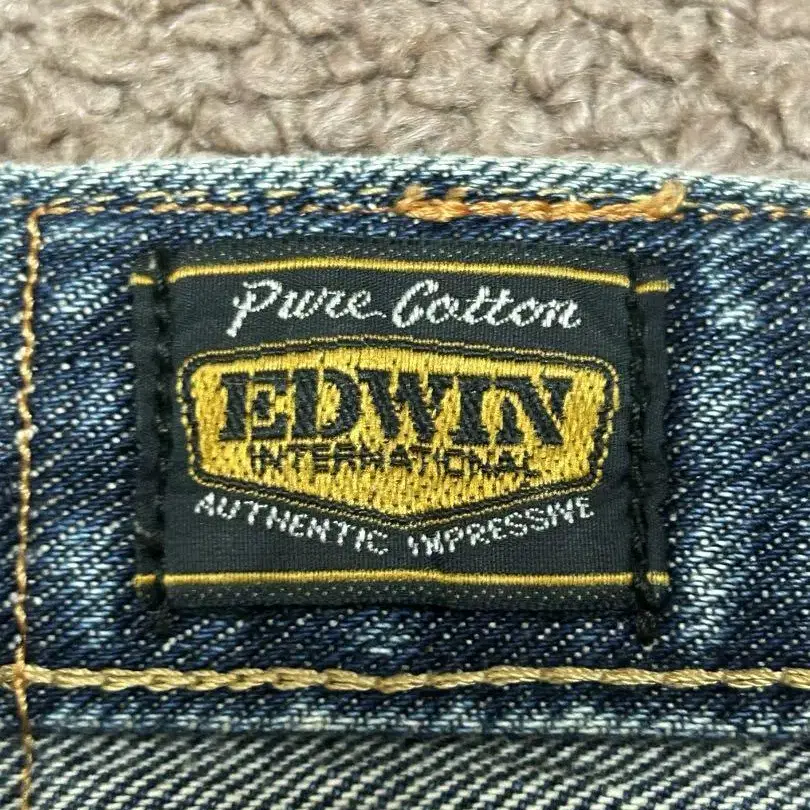 Pure Cotton
EDWIN
INTERNATIONAL
AUTHENTIC IMPRESSIVE